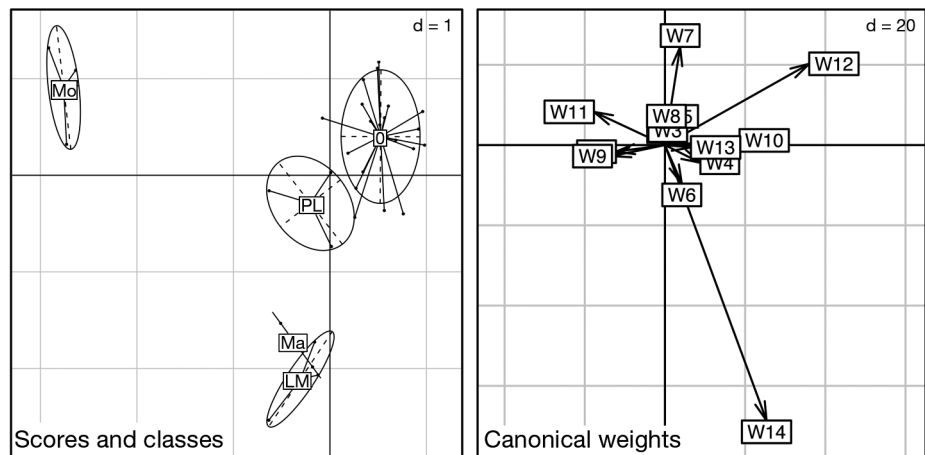 d = 1
Mo
0
PL
Ma
LM
Scores and classes
d = 20
W7
W12
W11
W8
W3
W10
W13
W9
W4
W6
W14
Canonical weights